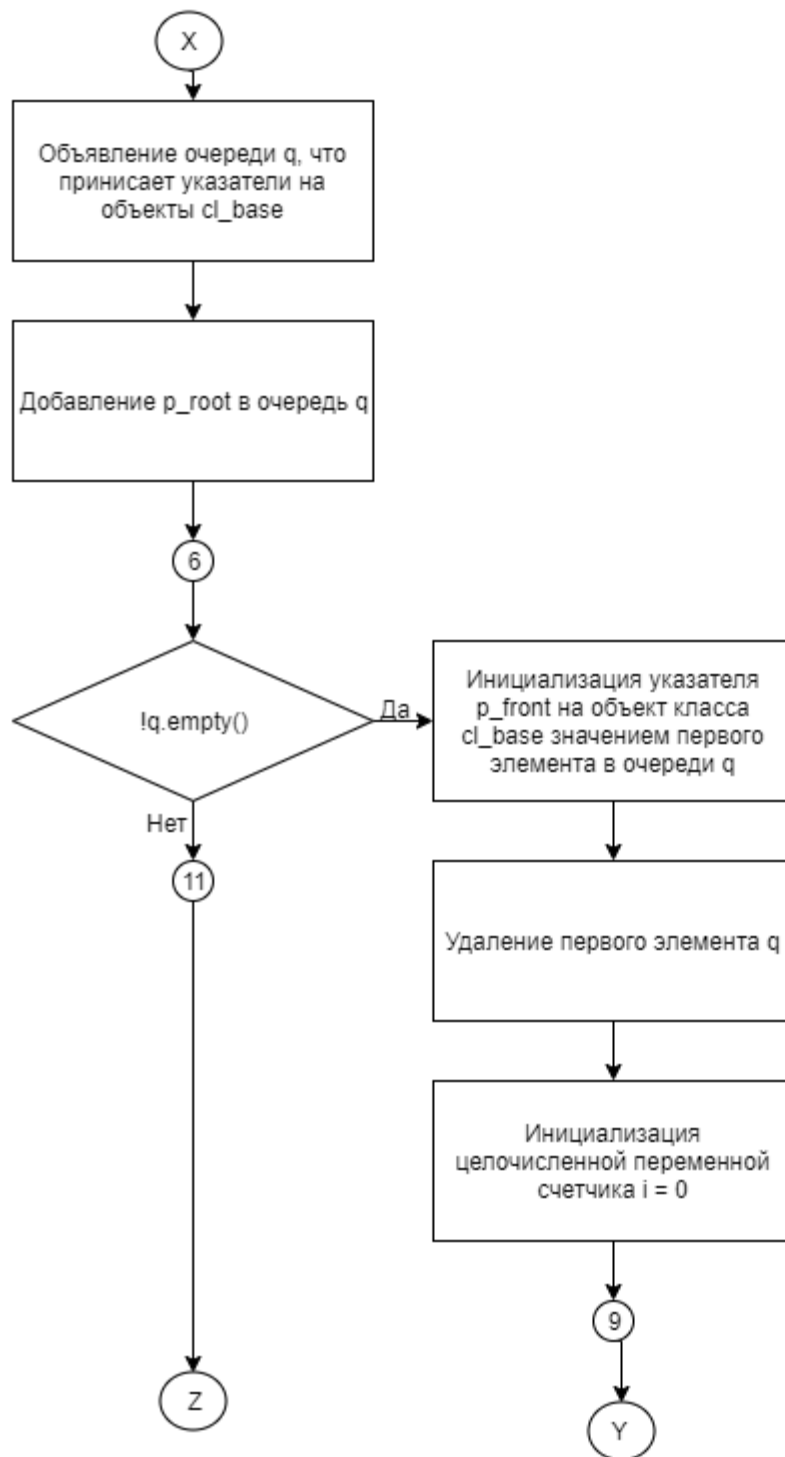 X
Объявление очереди q, что
принисает указатели на
объекты cl_base
Добавление p_root в очередь q
6
!q.empty()
Да
Нет
11
Z
Инициализация указателя
p_front на объект класса
cl_base значением первого
элемента в очереди q
Удаление первого элемента q
Инициализация
целочисленной переменной
счетчика i = 0
9
Y